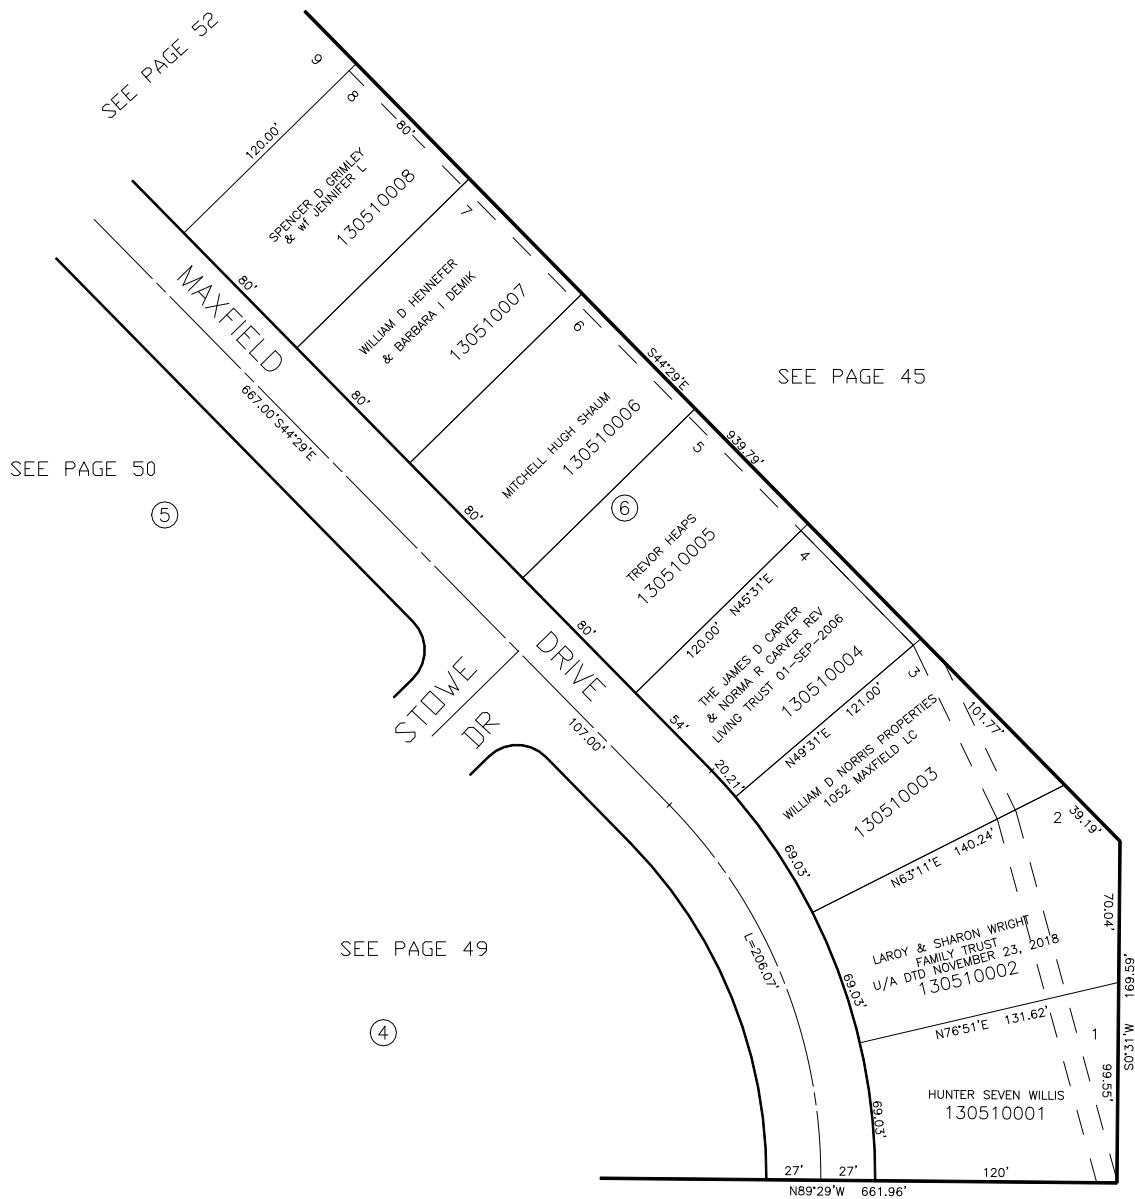 SEE PAGE 52
9
8
120.00'
80'
SPENCER D GRIMLEY
& wf JENNIFER L
130510008
80'
7
WILLIAM D HENNEFER
& BARBARA I DEMIK
130510007
80'
MAXFIELD
667.00' S44°29'E
6
S44°29'E
939.79'
SEE PAGE 45
MITCHELL HUGH SHAUM
130510006
80'
SEE PAGE 50
5
6
5
TREVOR HEAPS
130510005
80'
4
120.00' N45°31'E
THE JAMES D CARVER
& NORMA R CARVER REV
LIVING TRUST 01-SEP-2006
130510004
54'
20.21'
DRIVE
STOWE
DR
107.00'
3
N49°31'E 121.00'
101.77'
WILLIAM D NORRIS PROPERTIES
1052 MAXFIELD LC
130510003
69.03'
2
39.19'
N63°11'E 140.24'
70.04'
LAROY & SHARON WRIGHT
FAMILY TRUST
U/A DTD NOVEMBER 23, 2018
130510002
69.03'
L=206.07'
SEE PAGE 49
4
S0°31'W 169.59'
N76°51'E 131.62'
1
99.55'
HUNTER SEVEN WILLIS
130510001
69.03'
27' 27' 120'
N89°29'W 661.96'